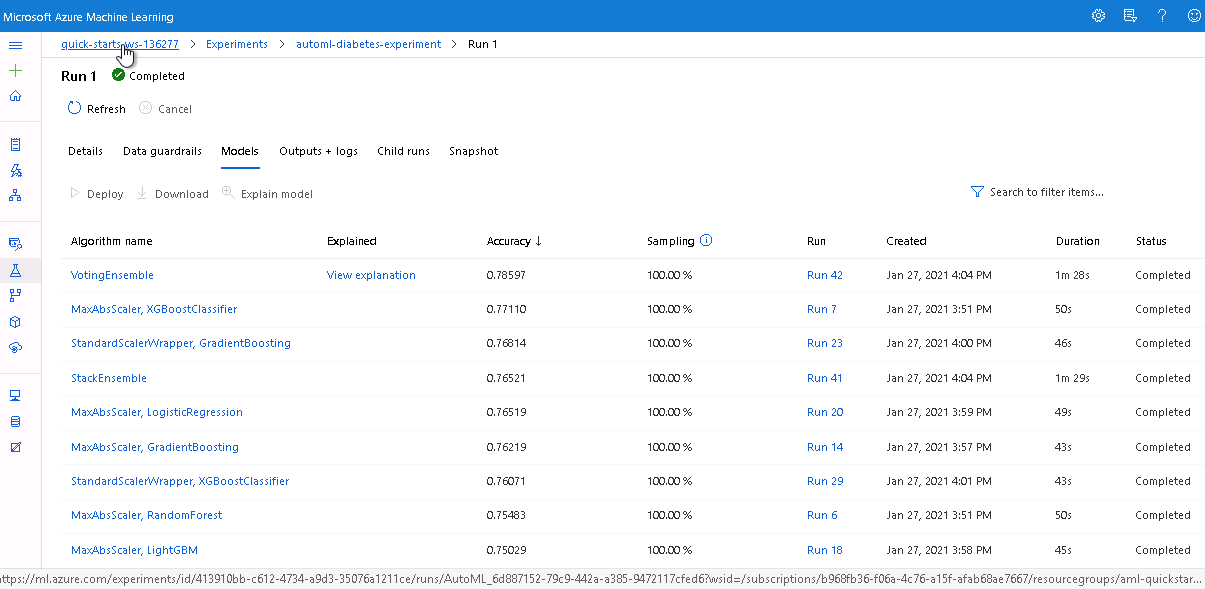 Microsoft Azure Machine Learning
quick-starts-ws-136277 > Experiments > automl-diabetes-experiment > Run 1
Run 1 Completed
Refresh Cancel
Details Data guardrails Models Outputs + logs Child runs Snapshot
Deploy Download Explain model Search to filter items...
Algorithm name Explained Accuracy ↓ Sampling Run Created Duration Status
VotingEnsemble View explanation 0.78597 100.00 % Run 42 Jan 27, 2021 4:04 PM 1m 28s Completed
MaxAbsScaler, XGBoostClassifier 0.77110 100.00 % Run 7 Jan 27, 2021 3:51 PM 50s Completed
StandardScalerWrapper, GradientBoosting 0.76814 100.00 % Run 23 Jan 27, 2021 4:00 PM 46s Completed
StackEnsemble 0.76521 100.00 % Run 41 Jan 27, 2021 4:04 PM 1m 29s Completed
MaxAbsScaler, LogisticRegression 0.76519 100.00 % Run 20 Jan 27, 2021 3:59 PM 49s Completed
MaxAbsScaler, GradientBoosting 0.76219 100.00 % Run 14 Jan 27, 2021 3:57 PM 43s Completed
StandardScalerWrapper, XGBoostClassifier 0.76071 100.00 % Run 29 Jan 27, 2021 4:01 PM 43s Completed
MaxAbsScaler, RandomForest 0.75483 100.00 % Run 6 Jan 27, 2021 3:51 PM 50s Completed
MaxAbsScaler, LightGBM 0.75029 100.00 % Run 18 Jan 27, 2021 3:58 PM 45s Completed
https://ml.azure.com/experiments/id/413910bb-c612-4734-a9d3-35076a1211ce/runs/AutoML_6d887152-79c9-442a-a385-9472117cfed6?wsid=/subscriptions/b968fb36-f06a-4c76-a15f-afab68ae7667/resourcegroups/aml-quickstar...